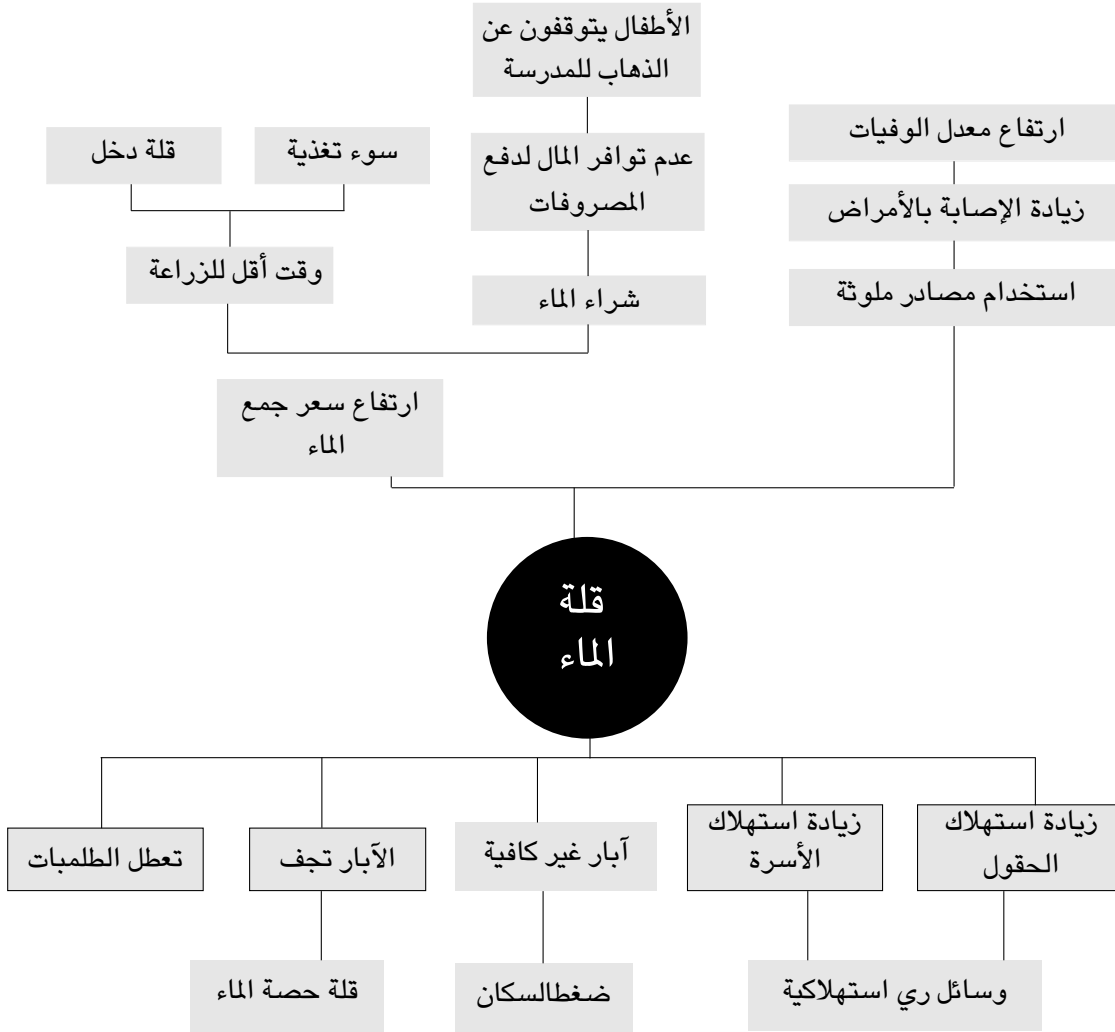 الأطفال يتوقفون عن
الذهاب للمدرسة
ارتفاع معدل الوفيات
عدم توافر المال لدفع
المصروفات
سوء تغذية
قلة دخل
زيادة الإصابة بالأمراض
وقت أقل للزراعة
استخدام مصادر ملوثة
شراء الماء
ارتفاع سعر جمع
الماء
قلة
الماء
زيادة استهلاك
الحقول
زيادة استهلاك
الأسرة
آبار غير كافية
الآبار تجف
تعطل الطلمبات
وسائل ري استهلاكية
ضغطالسكان
قلة حصة الماء